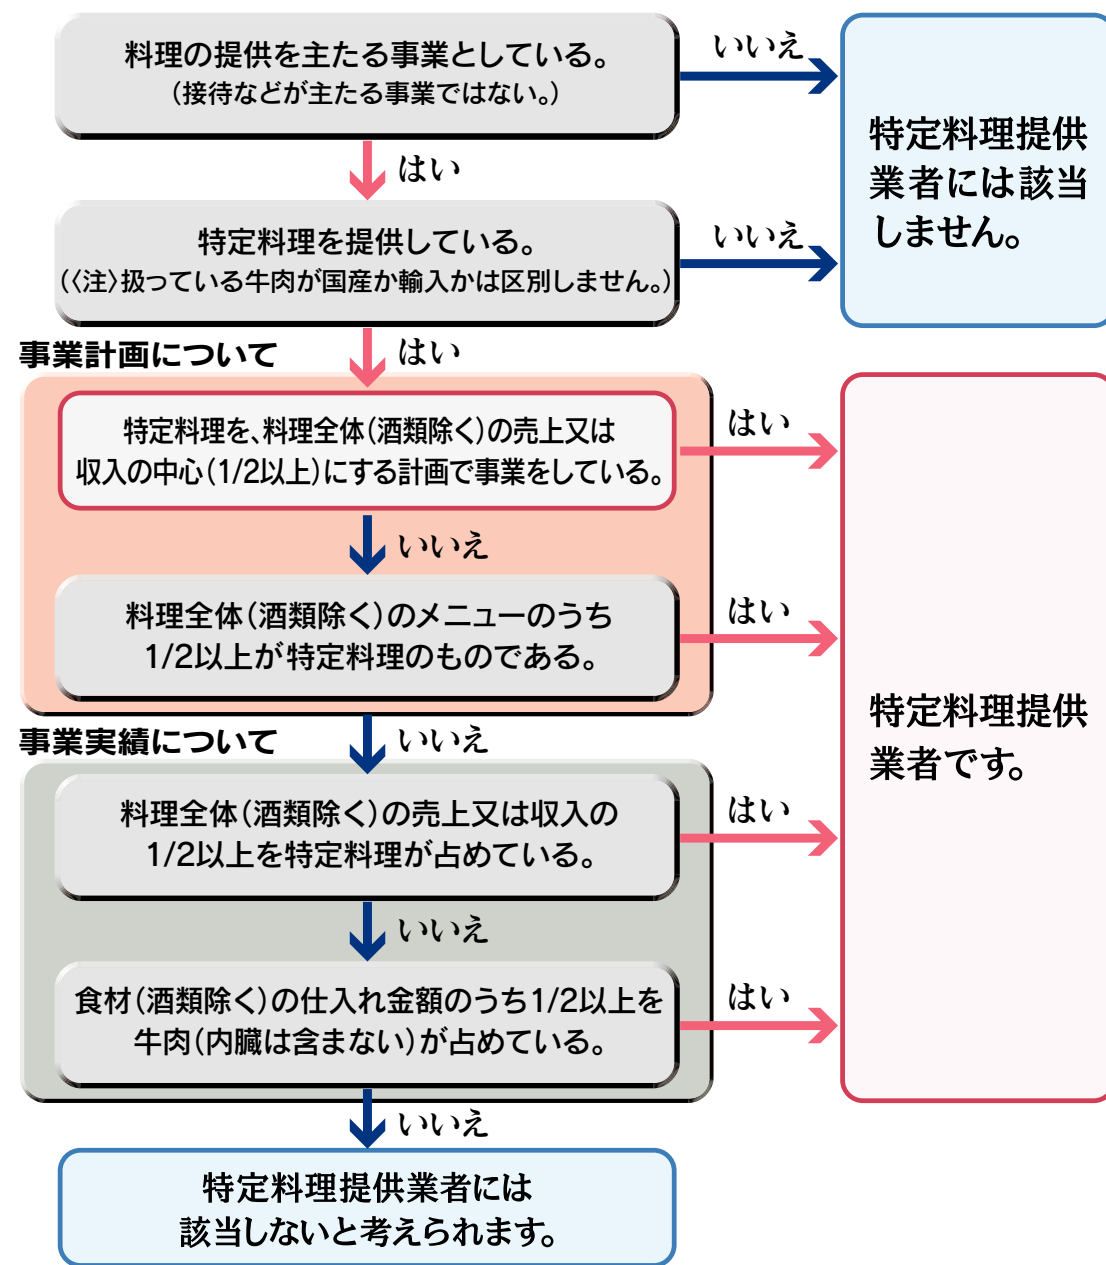 料理の提供を主たる事業としている。
(接待などが主たる事業ではない。)
いいえ
特定料理提供
業者には該当
しません。
はい
特定料理を提供している。
(〈注〉扱っている牛肉が国産か輸入かは区別しません。)
いいえ
はい
事業計画について
特定料理を、料理全体(酒類除く)の売上又は
収入の中心(1/2以上)にする計画で事業をしている。
はい
いいえ
料理全体(酒類除く)のメニューのうち
1/2以上が特定料理のものである。
はい
特定料理提供
業者です。
いいえ
事業実績について
料理全体(酒類除く)の売上又は収入の
1/2以上を特定料理が占めている。
はい
いいえ
食材(酒類除く)の仕入れ金額のうち1/2以上を
牛肉(内臓は含まない)が占めている。
はい
いいえ
特定料理提供業者には
該当しないと考えられます。